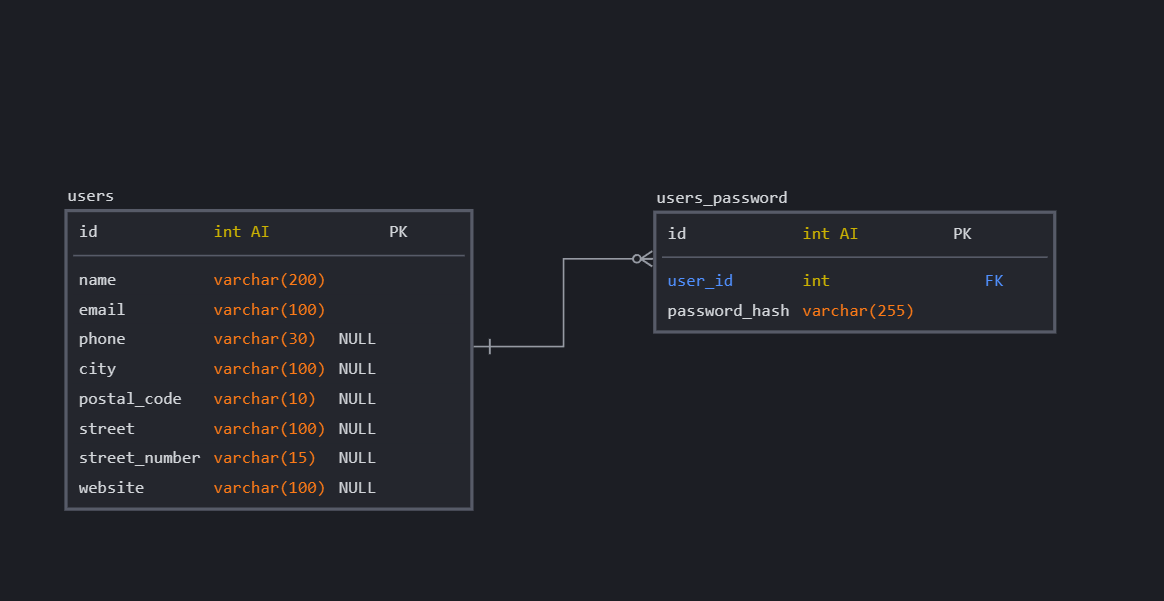 users
id int AI PK
name varchar(200)
email varchar(100)
phone varchar(30) NULL
city varchar(100) NULL
postal_code varchar(10) NULL
street varchar(100) NULL
street_number varchar(15) NULL
website varchar(100) NULL
users_password
id int AI PK
user_id int FK
password_hash varchar(255)